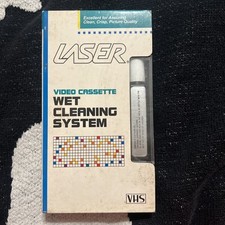 Excellent for Assuring
Clean, Crisp, Picture Quality
LASER
VIDEO CASSETTE
WET
CLEANING
SYSTEM
VHS